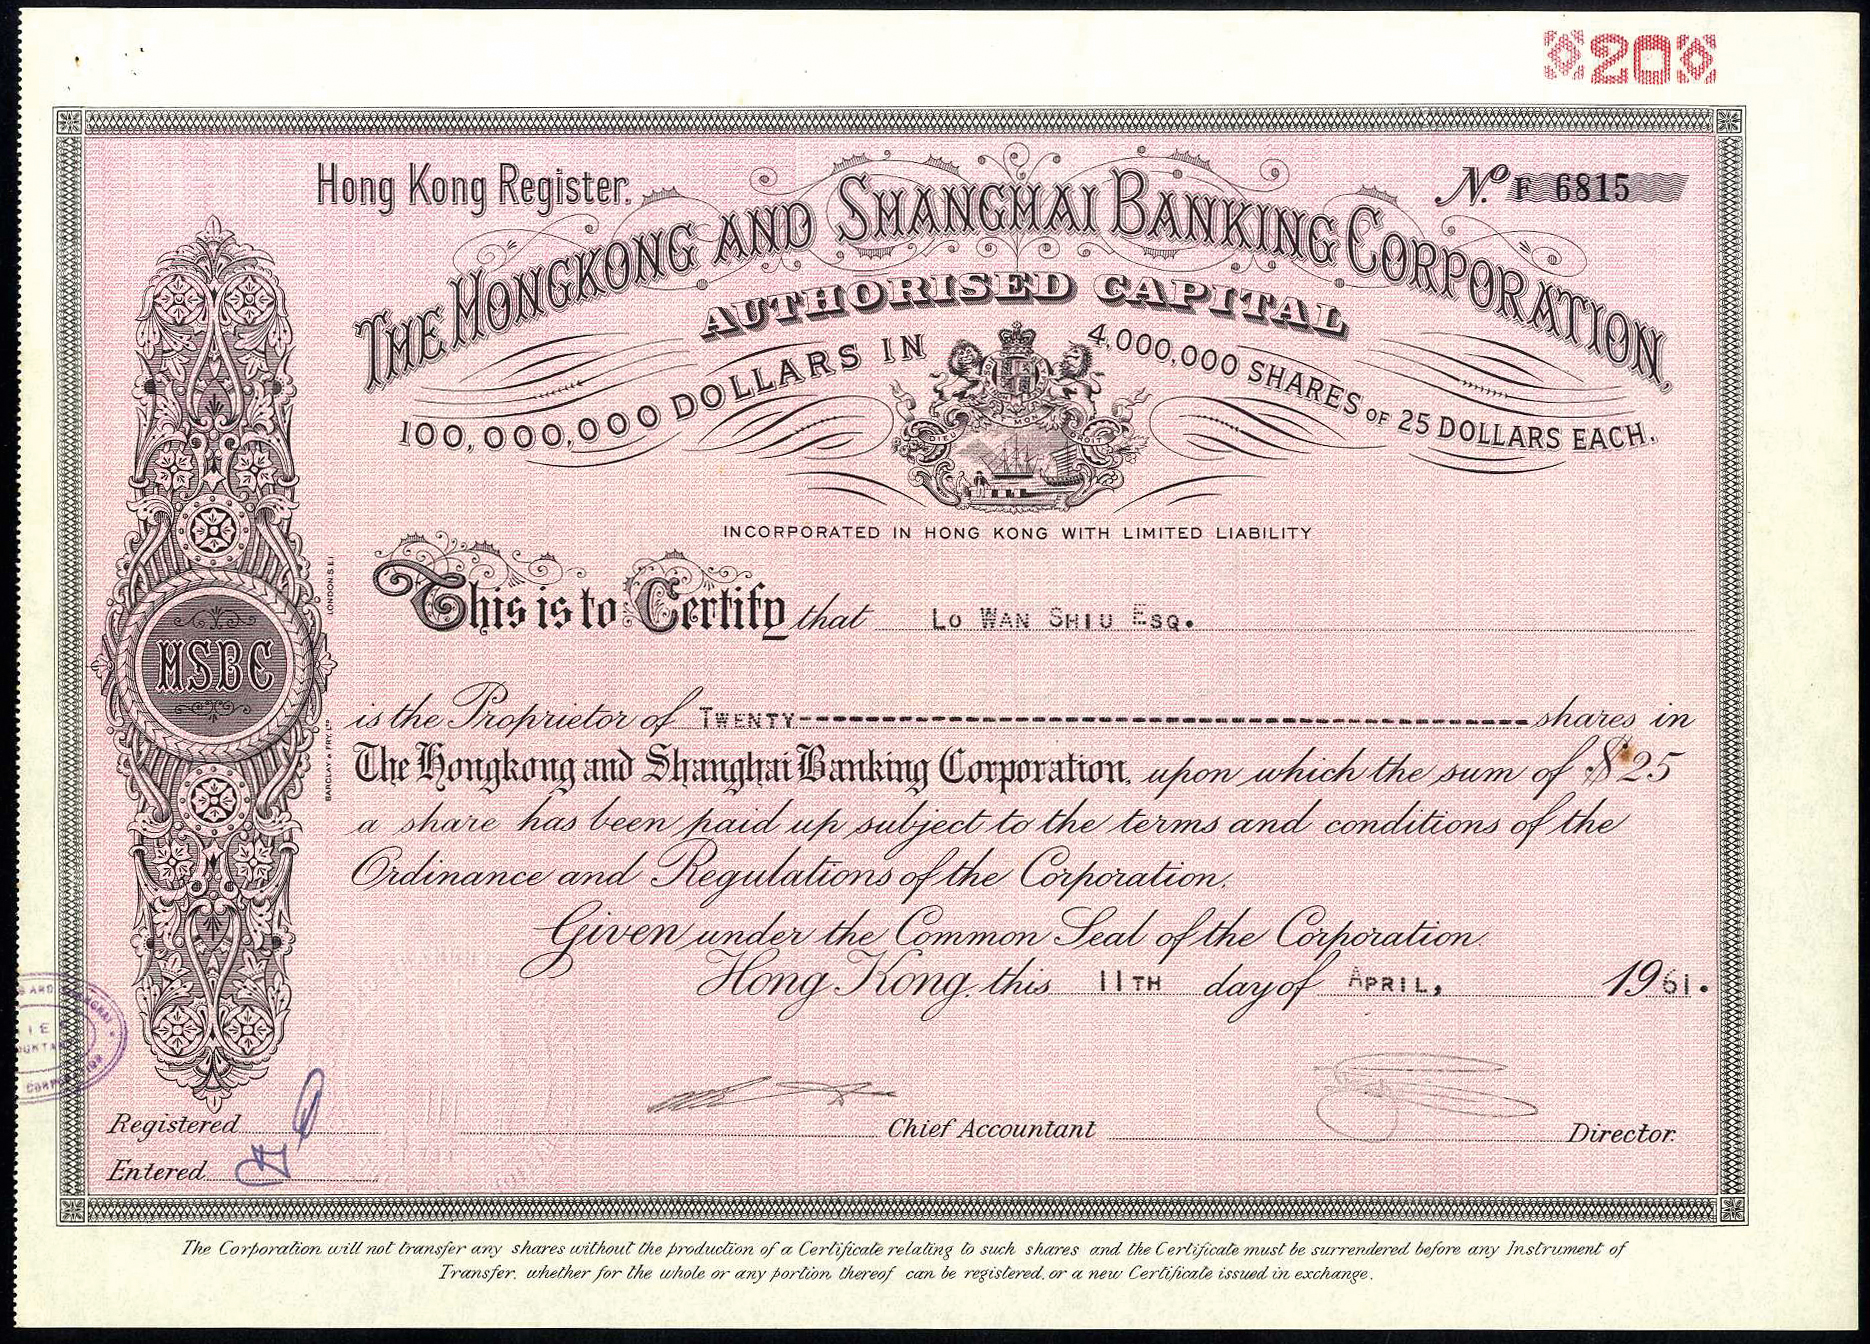 20
Hong Kong Register.
No. F 6815
THE HONGKONG AND SHANGHAI BANKING CORPORATION,
AUTHORISED CAPITAL
100,000,000 DOLLARS IN 4,000,000 SHARES OF 25 DOLLARS EACH.
DIEU ET MON DROIT
INCORPORATED IN HONG KONG WITH LIMITED LIABILITY
This is to Certify that Lo Wan Shiu Esq.
HSBC
BARCLAY & FRY, LTD LONDON S.E.1
is the Proprietor of TWENTY---------- shares in
The Hongkong and Shanghai Banking Corporation, upon which the sum of $25
a share has been paid up subject to the terms and conditions of the
Ordinance and Regulations of the Corporation.
Given under the Common Seal of the Corporation.
Hong Kong, this 11TH day of APRIL, 1961.
Registered
Chief Accountant
Director.
Entered
The Corporation will not transfer any shares without the production of a Certificate relating to such shares and the Certificate must be surrendered before any Instrument of
Transfer, whether for the whole or any portion thereof can be registered, or a new Certificate issued in exchange.